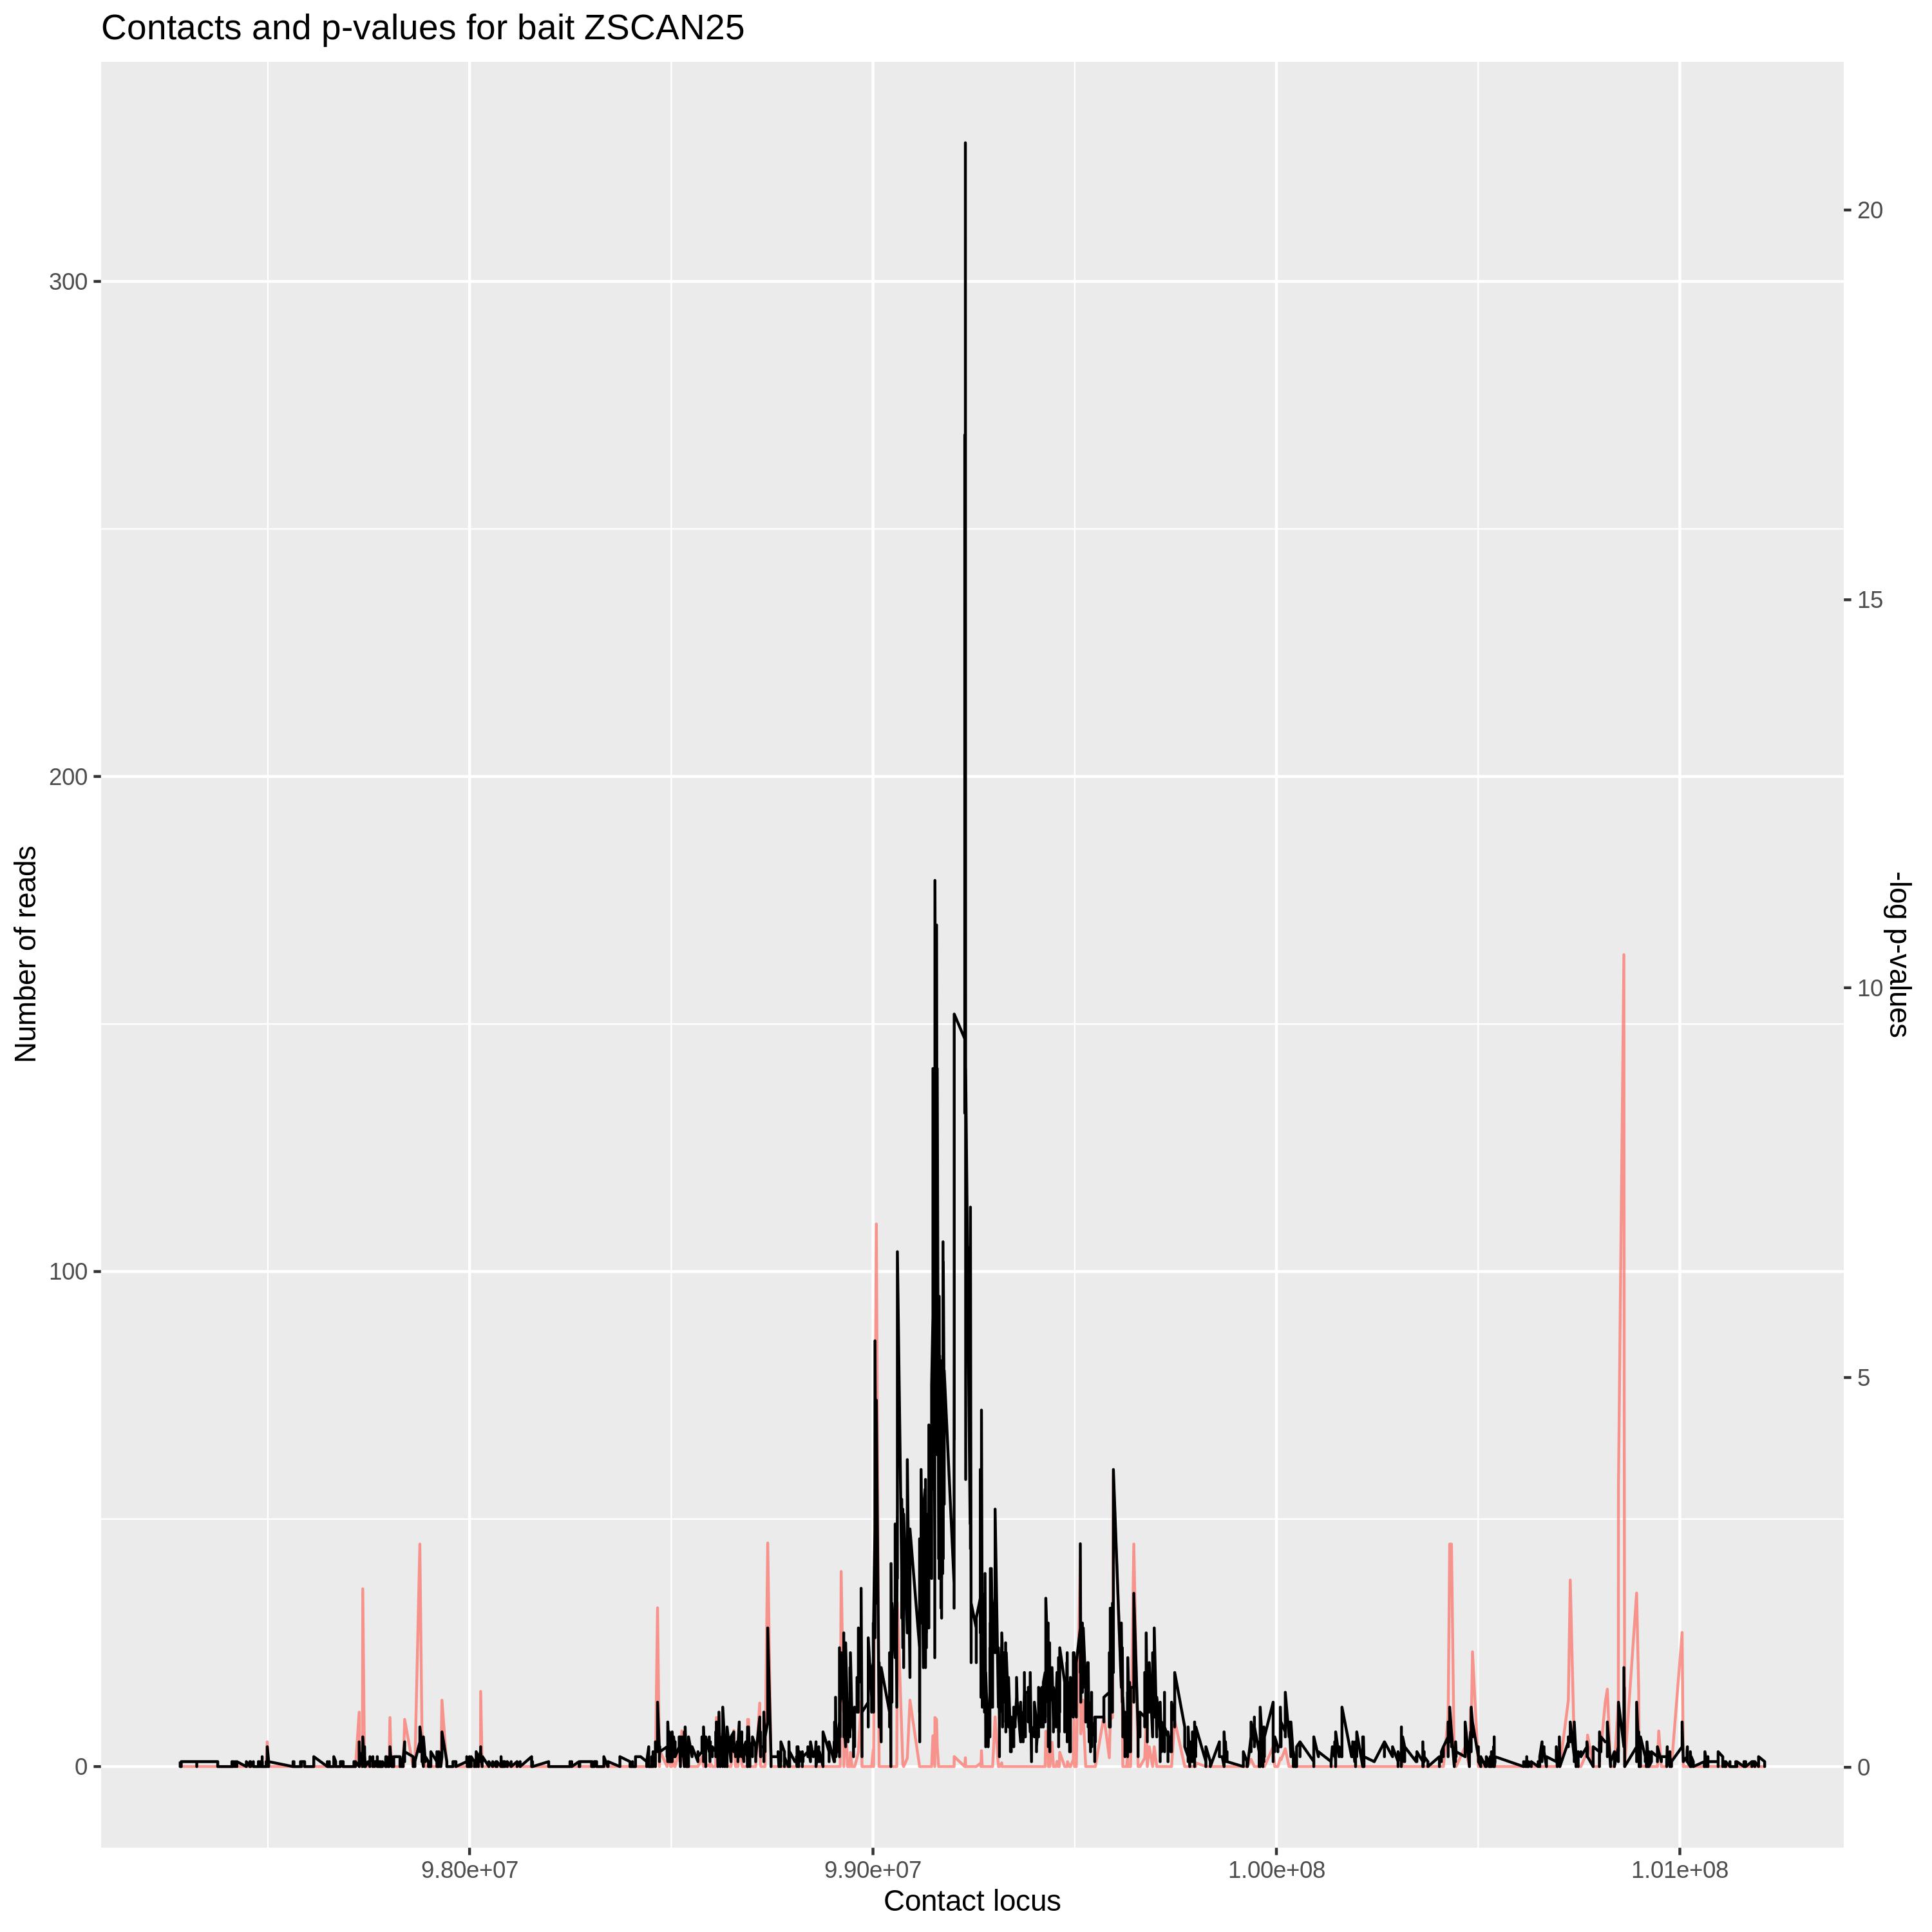 Contacts and p-values for bait ZSCAN25
300
200
100
0
Number of reads
20
15
10
5
0
-log p-values
9.80e+07
9.90e+07
1.00e+08
1.01e+08
Contact locus